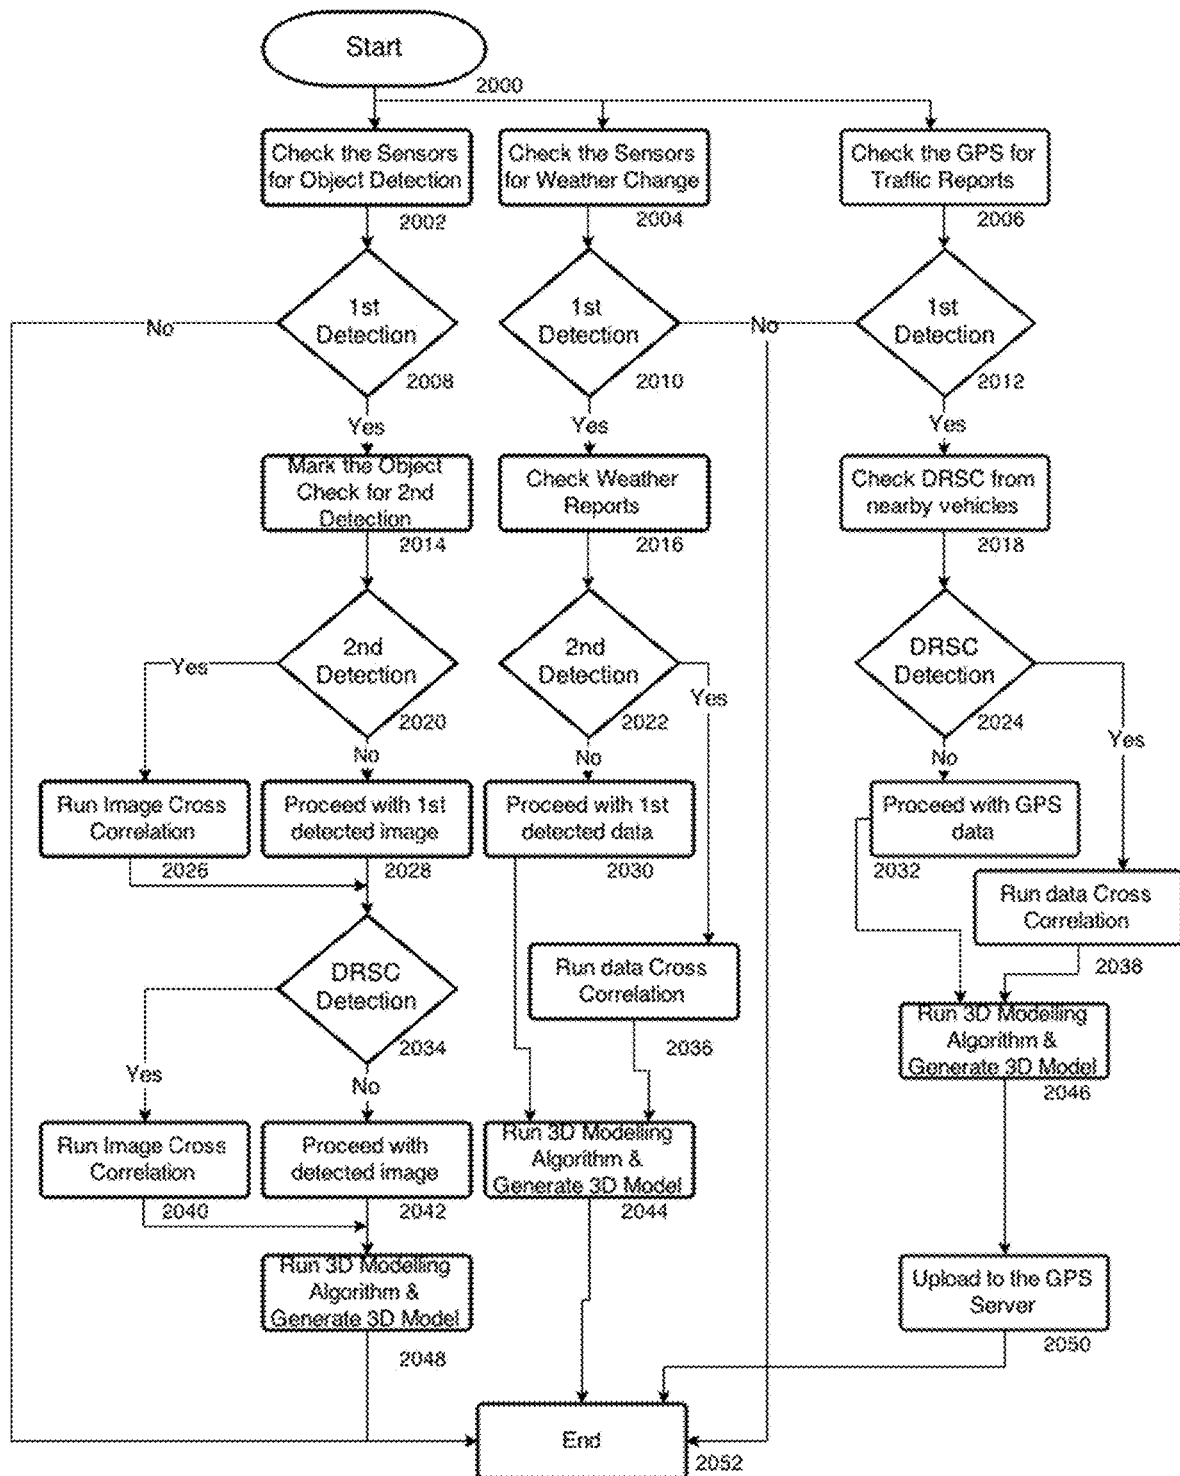 Start
2000
Check the Sensors
for Object Detection
2002
Check the Sensors
for Weather Change
2004
Check the GPS for
Traffic Reports
2006
1st
Detection
2008
No
1st
Detection
2010
No
1st
Detection
2012
Yes
Yes
Yes
Mark the Object
Check for 2nd
Detection
2014
Check Weather
Reports
2016
Check DRSC from
nearby vehicles
2018
2nd
Detection
2020
Yes
No
2nd
Detection
2022
Yes
No
DRSC
Detection
2024
Yes
No
Run Image Cross
Correlation
2026
Proceed with 1st
detected image
2028
Proceed with 1st
detected data
2030
Proceed with GPS
data
2032
Run data Cross
Correlation
2038
DRSC
Detection
2034
Yes
No
Run data Cross
Correlation
2036
Run 3D Modelling
Algorithm &
Generate 3D Model
2046
Run Image Cross
Correlation
2040
Proceed with
detected image
2042
Run 3D Modelling
Algorithm &
Generate 3D Model
2044
Run 3D Modelling
Algorithm &
Generate 3D Model
2048
Upload to the GPS
Server
2050
End
2052